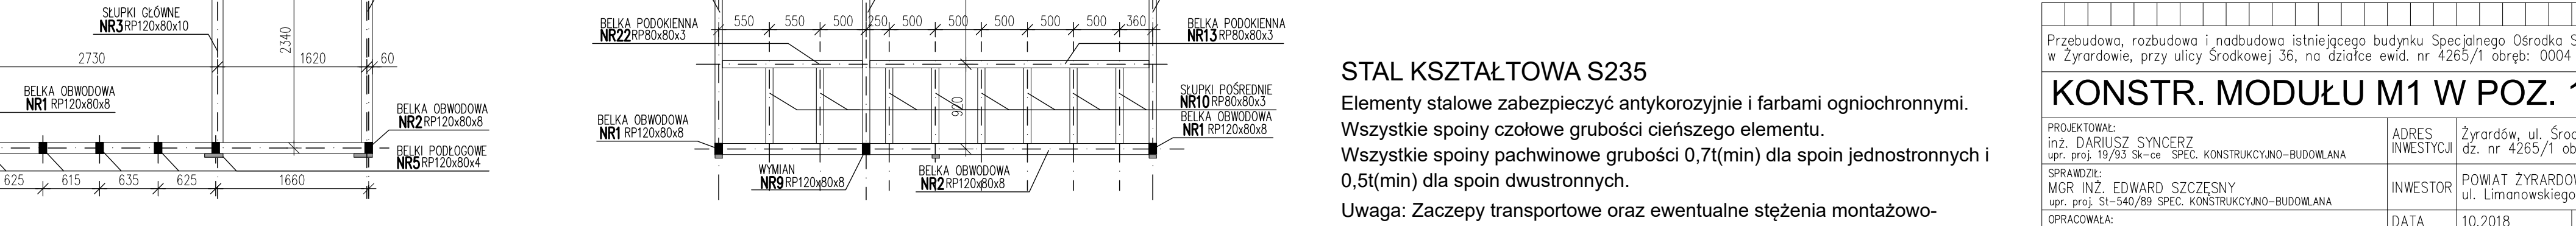 SŁUPKI GŁÓWNE
NR3 RP120x80x10
2730
2340
1620
60
BELKA OBWODOWA
NR1 RP120x80x8
BELKA OBWODOWA
NR2 RP120x80x8
BELKI PODŁOGOWE
NR5 RP120x80x4
625
615
635
625
1660
BELKA PODOKIENNA
NR22 RP80x80x3
550
550
500
250
500
500
500
500
500
360
BELKA PODOKIENNA
NR13 RP80x80x3
SŁUPKI POŚREDNIE
NR10 RP80x80x3
BELKA OBWODOWA
NR1 RP120x80x8
920
BELKA OBWODOWA
NR1 RP120x80x8
WYMIAN
NR9 RP120x80x8
BELKA OBWODOWA
NR2 RP120x80x8
STAL KSZTAŁTOWA S235
Elementy stalowe zabezpieczyć antykorozyjnie i farbami ogniochronnymi.
Wszystkie spoiny czołowe grubości cieńszego elementu.
Wszystkie spoiny pachwinowe grubości 0,7t(min) dla spoin jednostronnych i
0,5t(min) dla spoin dwustronnych.
Uwaga: Zaczepy transportowe oraz ewentualne stężenia montażowo-
Przebudowa, rozbudowa i nadbudowa istniejącego budynku Specjalnego Ośrodka S
w Żyrardowie, przy ulicy Środkowej 36, na działce ewid. nr 4265/1 obręb: 0004
KONSTR. MODUŁU M1 W POZ. 1
PROJEKTOWAŁ:
inż. DARIUSZ SYNCERZ
upr. proj. 19/93 Sk-ce SPEC. KONSTRUKCYJNO-BUDOWLANA
ADRES
INWESTYCJI
Żyrardów, ul. Środ
dz. nr 4265/1 ob
SPRAWDZIŁ:
MGR INŻ. EDWARD SZCZĘSNY
upr. proj. St-540/89 SPEC. KONSTRUKCYJNO-BUDOWLANA
INWESTOR
POWIAT ŻYRARDOW
ul. Limanowskiego
OPRACOWAŁA:
DATA
10.2018